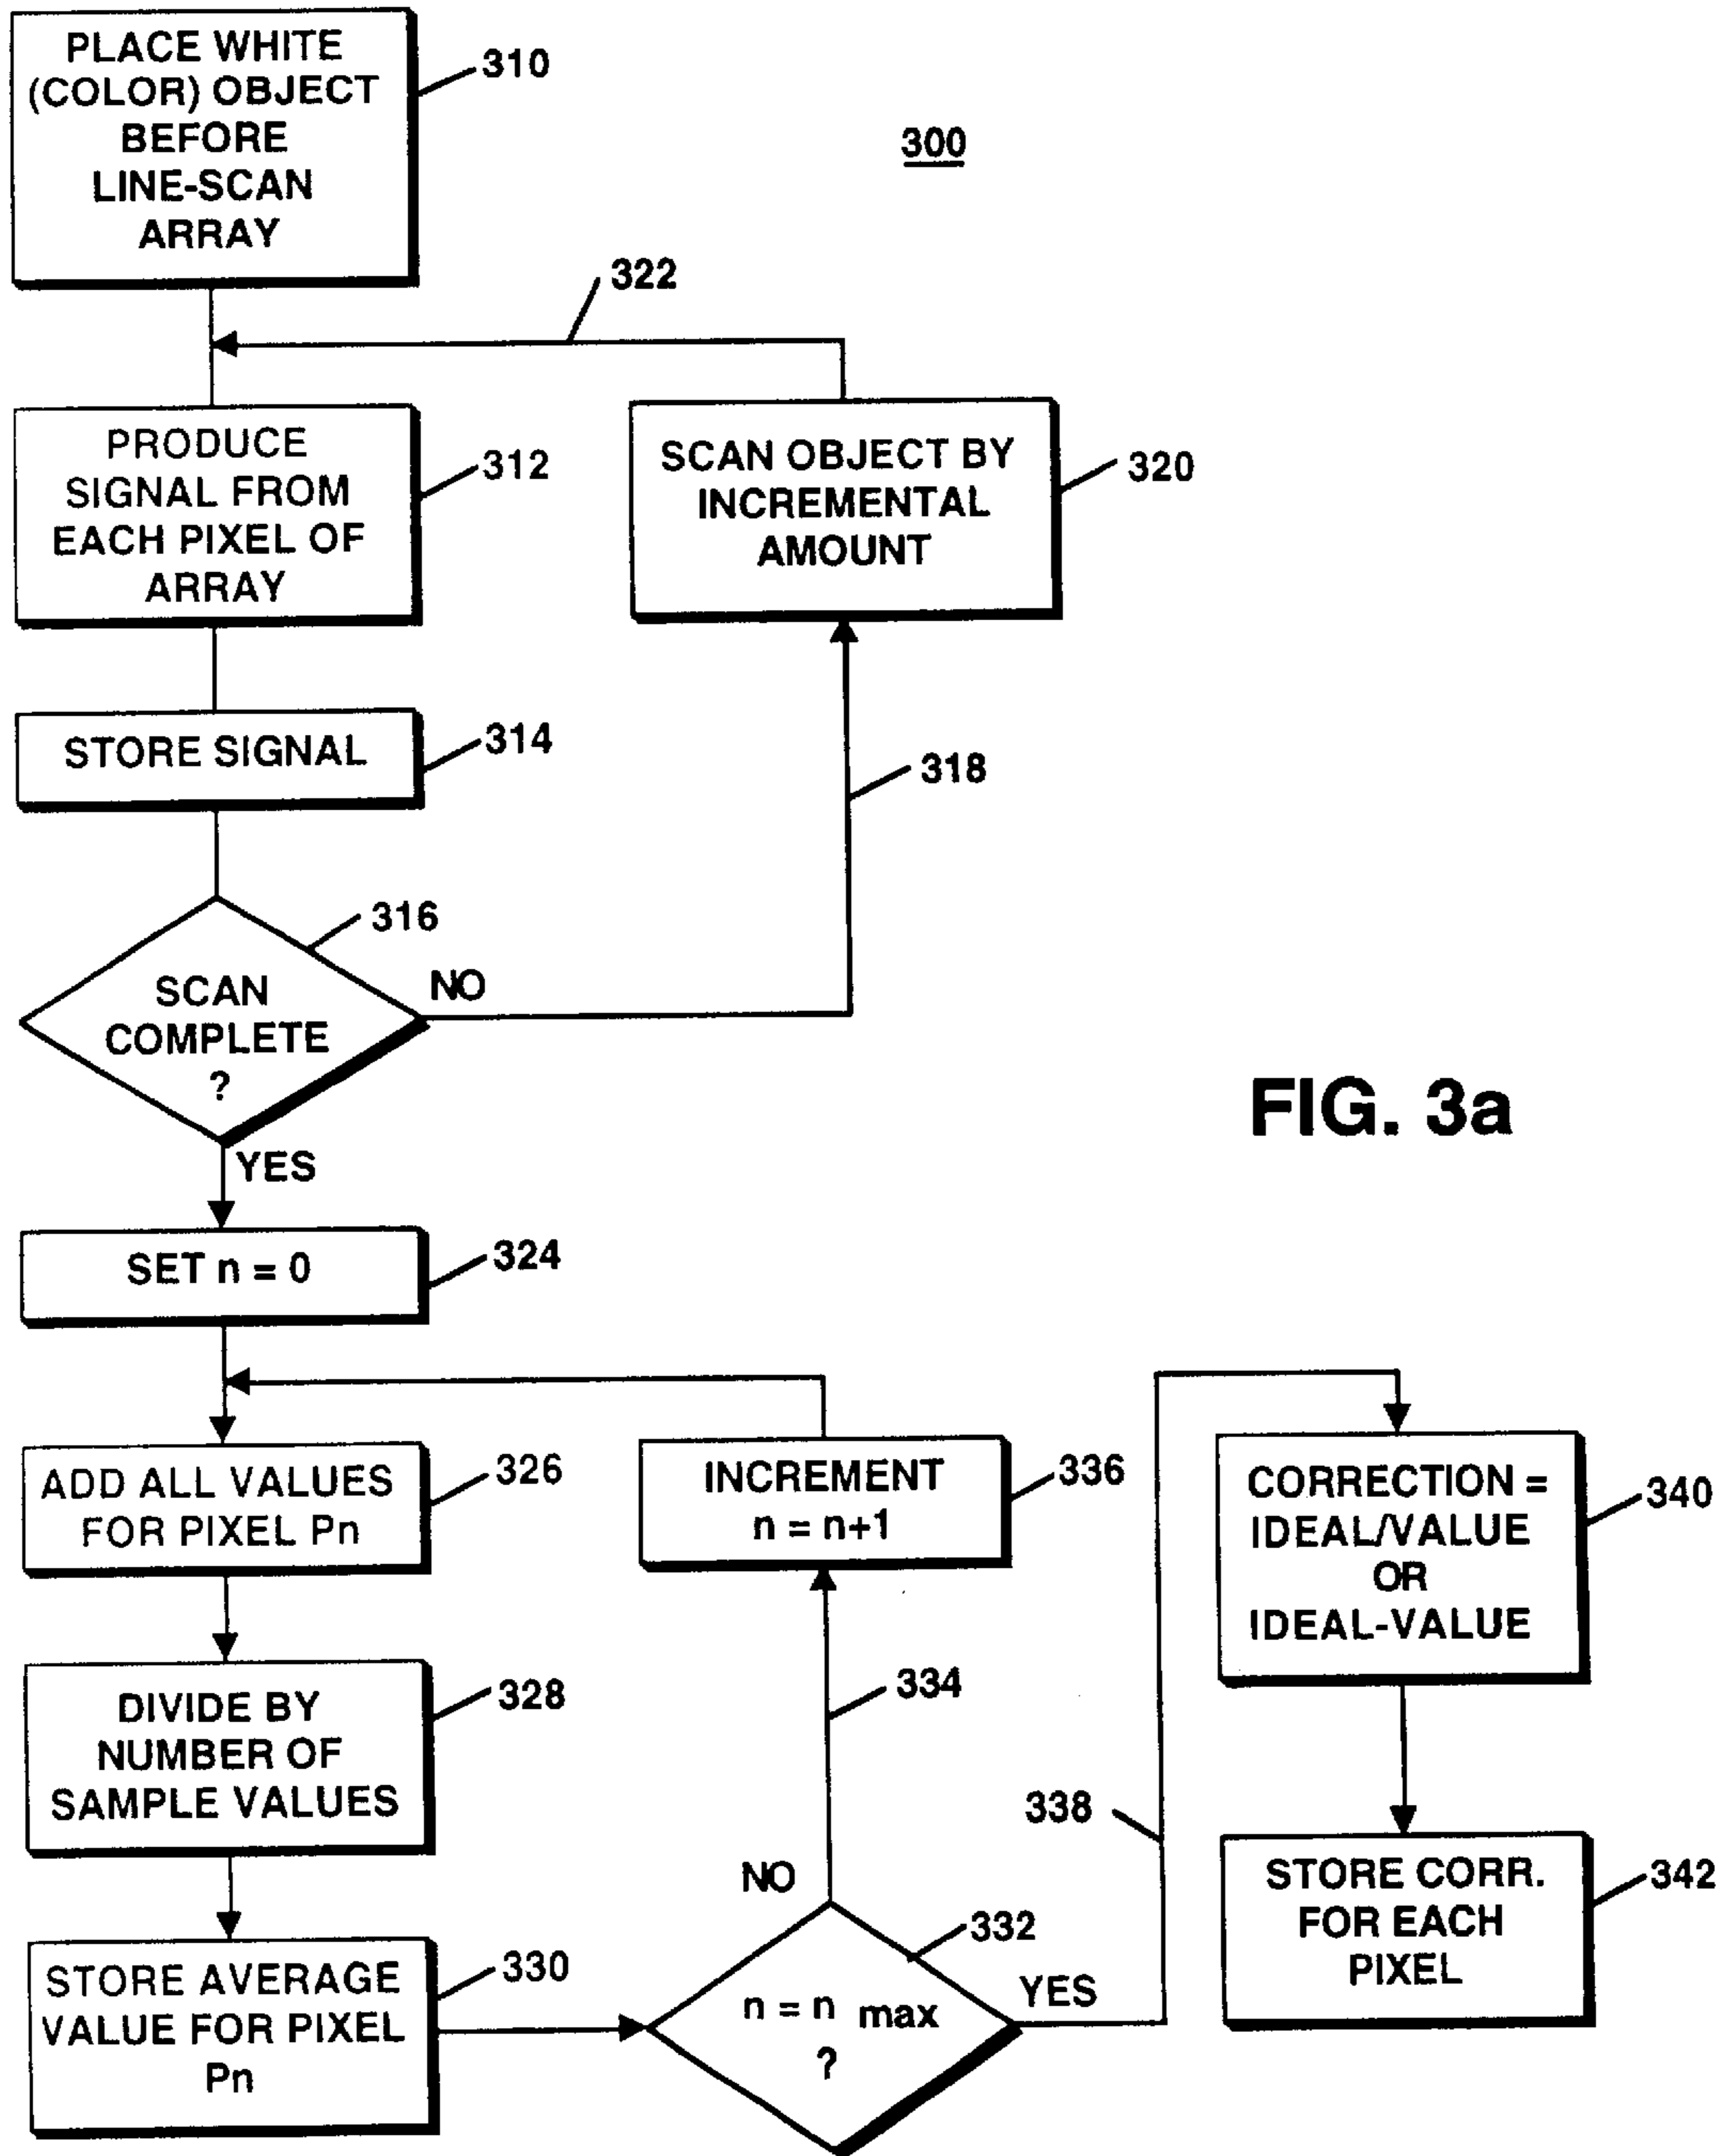 PLACE WHITE
(COLOR) OBJECT
BEFORE
LINE-SCAN
ARRAY
310
300
322
PRODUCE
SIGNAL FROM
EACH PIXEL OF
ARRAY
312
SCAN OBJECT BY
INCREMENTAL
AMOUNT
320
STORE SIGNAL
314
318
316
SCAN
COMPLETE
?
NO
YES
FIG. 3a
SET n = 0
324
ADD ALL VALUES
FOR PIXEL Pn
326
INCREMENT
n = n+1
336
CORRECTION =
IDEAL/VALUE
OR
IDEAL-VALUE
340
DIVIDE BY
NUMBER OF
SAMPLE VALUES
328
334
338
STORE AVERAGE
VALUE FOR PIXEL
Pn
330
NO
332
n = n max
?
YES
STORE CORR.
FOR EACH
PIXEL
342